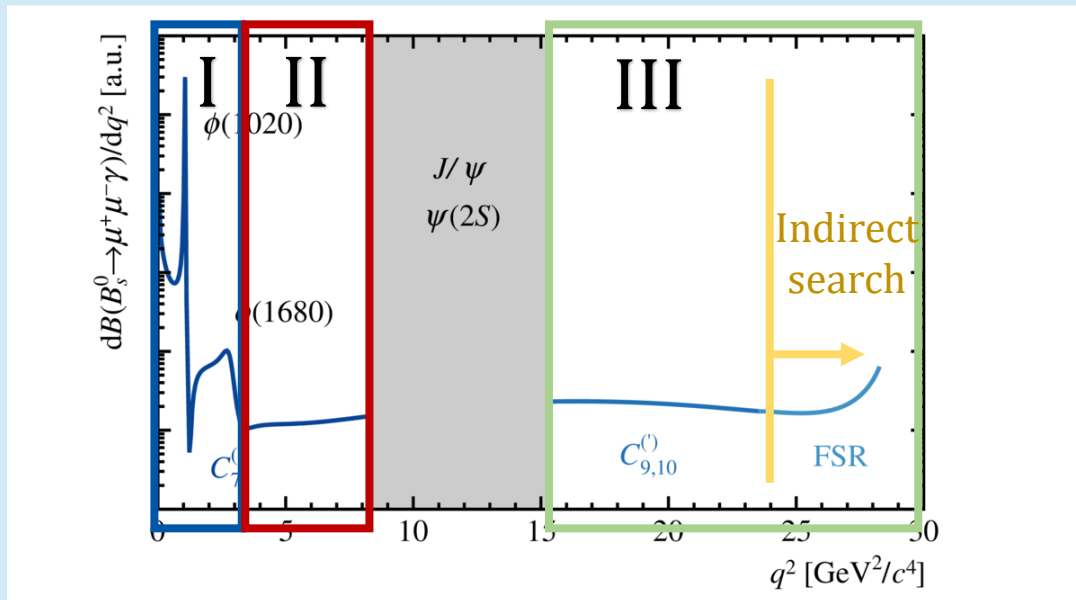 dB(B⁰ₛ→μ⁺μ⁻γ)/dq² [a.u.]
I
II
III
ϕ(1020)
J/ψ
ψ(2S)
Indirect
search
(1680)
C₇⁽
C₉,₁₀⁽'⁾
FSR
0
5
10
15
20
25
30
q² [GeV²/c⁴]